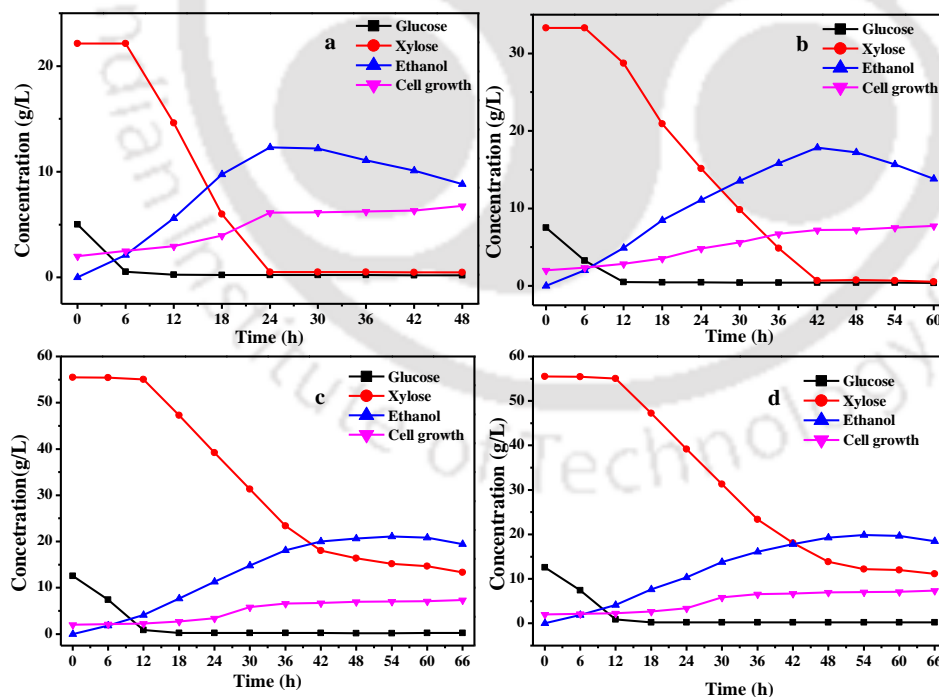 a
Glucose
Xylose
Ethanol
Cell growth
Concentration (g/L)
20
10
0
0 6 12 18 24 30 36 42 48
Time (h)
b
Glucose
Xylose
Ethanol
Cell growth
Concentration (g/L)
30
20
10
0
0 6 12 18 24 30 36 42 48 54 60
Time (h)
c
Glucose
Xylose
Ethanol
Cell growth
Concetration(g/L)
60
50
40
30
20
10
0
0 6 12 18 24 30 36 42 48 54 60 66
Time (h)
d
Glucose
Xylose
Ethanol
Cell growth
Concentration (g/L)
60
50
40
30
20
10
0
0 6 12 18 24 30 36 42 48 54 60 66
Time (h)
Indian Institute of Technology